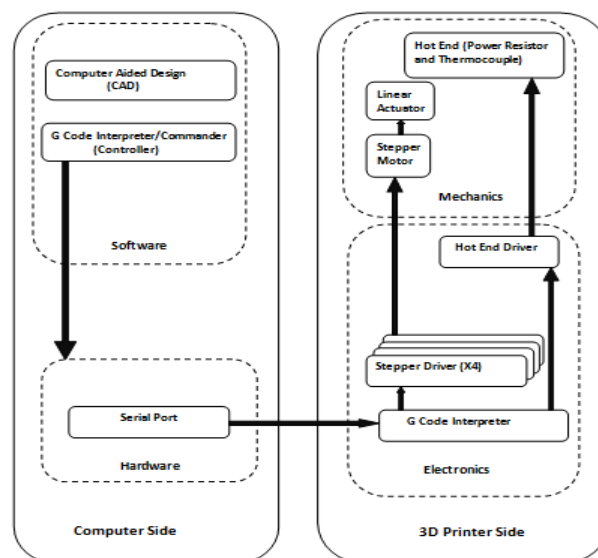 Computer Aided Design
(CAD)
G Code Interpreter/Commander
(Controller)
Software
Serial Port
Hardware
Computer Side
Hot End (Power Resistor
and Thermocouple)
Linear
Actuator
Stepper
Motor
Mechanics
Hot End Driver
Stepper Driver (X4)
G Code Interpreter
Electronics
3D Printer Side